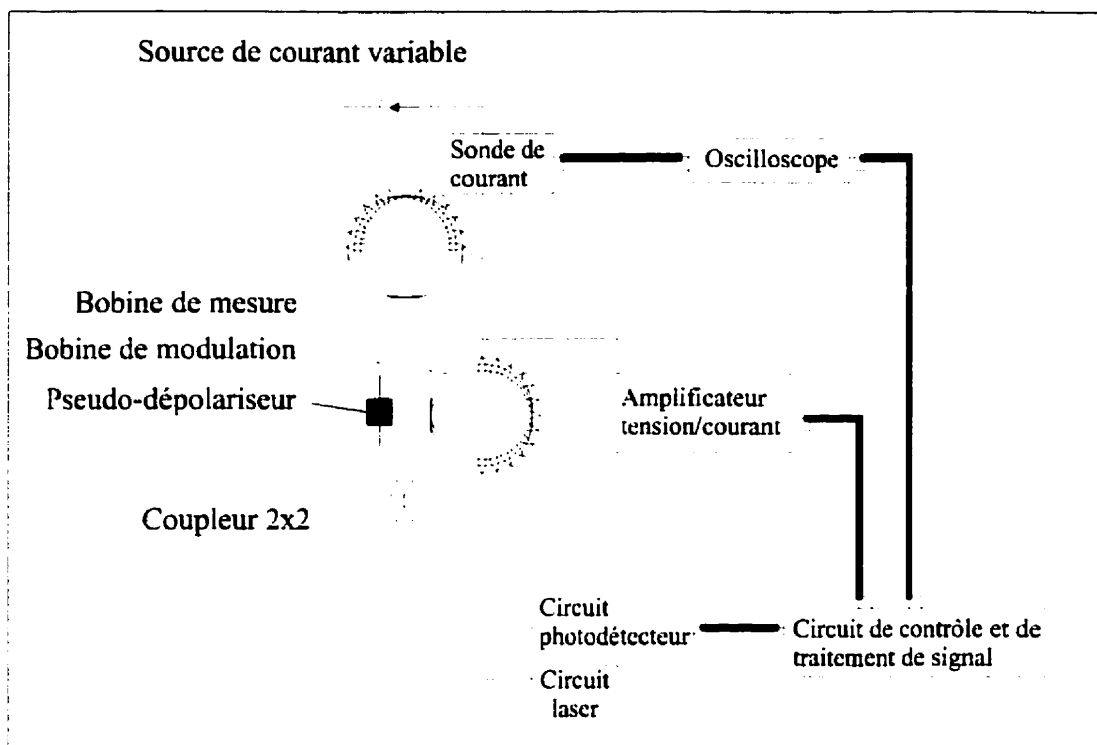 Source de courant variable
Sonde de
courant
Oscilloscope
Bobine de mesure
Bobine de modulation
Pseudo-dépolariseur
Amplificateur
tension/courant
Coupleur 2x2
Circuit
photodétecteur
Circuit de contrôle et de
traitement de signal
Circuit
laser